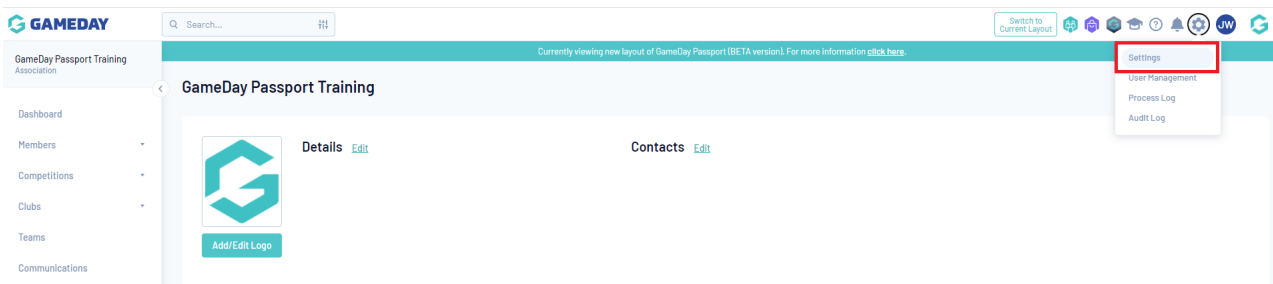 GAMEDAY
Search...
Switch to
Current Layout
JW
Currently viewing new layout of GameDay Passport (BETA version). For more information click here.
GameDay Passport Training
Association
Settings
User Management
Process Log
Audit Log
GameDay Passport Training
Dashboard
Members
Competitions
Clubs
Teams
Communications
Details Edit
Contacts Edit
Add/Edit Logo